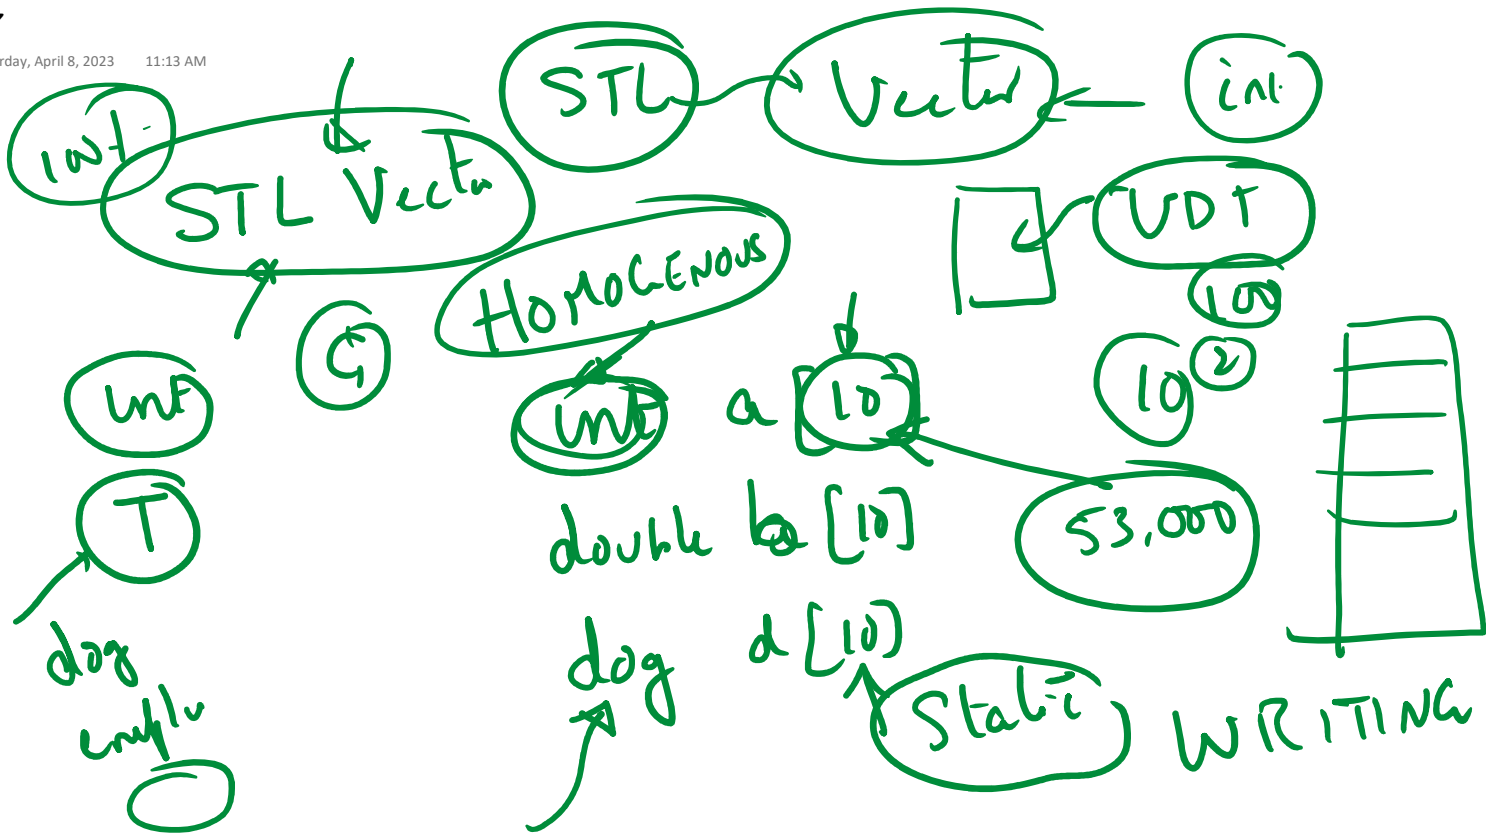 rday, April 8, 2023 11:13 AM
STL Vector int
int
STL Vector
UDT
HOMOGENOUS
100
G
int
int a [10]
10 2
T
double b [10]
53,000
dog
dog d [10]
Static
WRITING